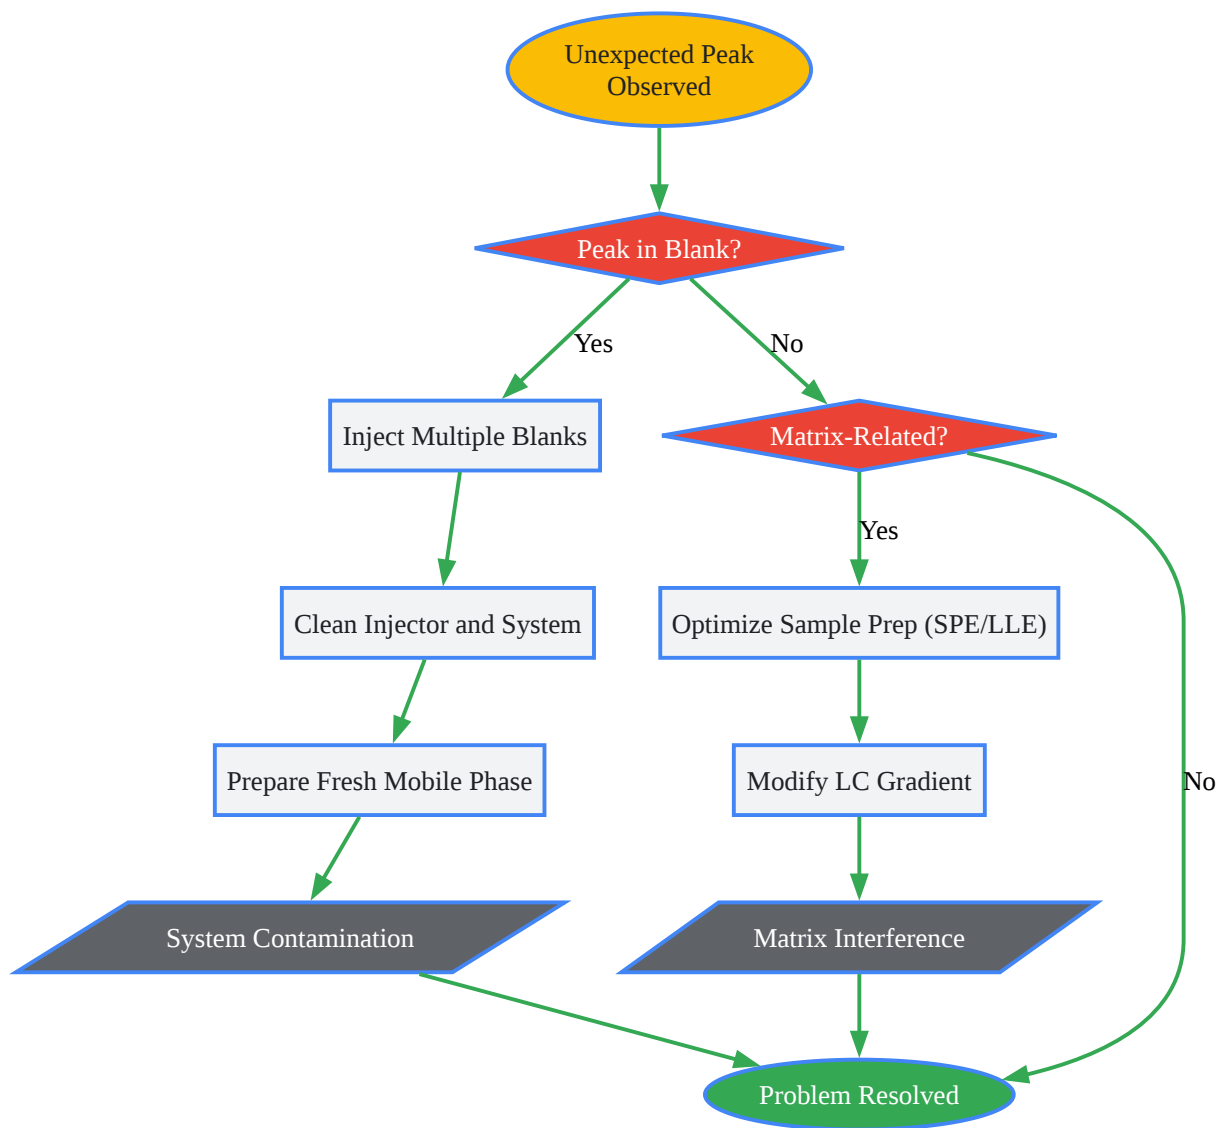 Unexpected Peak
Observed
Peak in Blank?
Yes
No
Inject Multiple Blanks
Matrix-Related?
Yes
Clean Injector and System
Optimize Sample Prep (SPE/LLE)
Prepare Fresh Mobile Phase
Modify LC Gradient
No
System Contamination
Matrix Interference
Problem Resolved